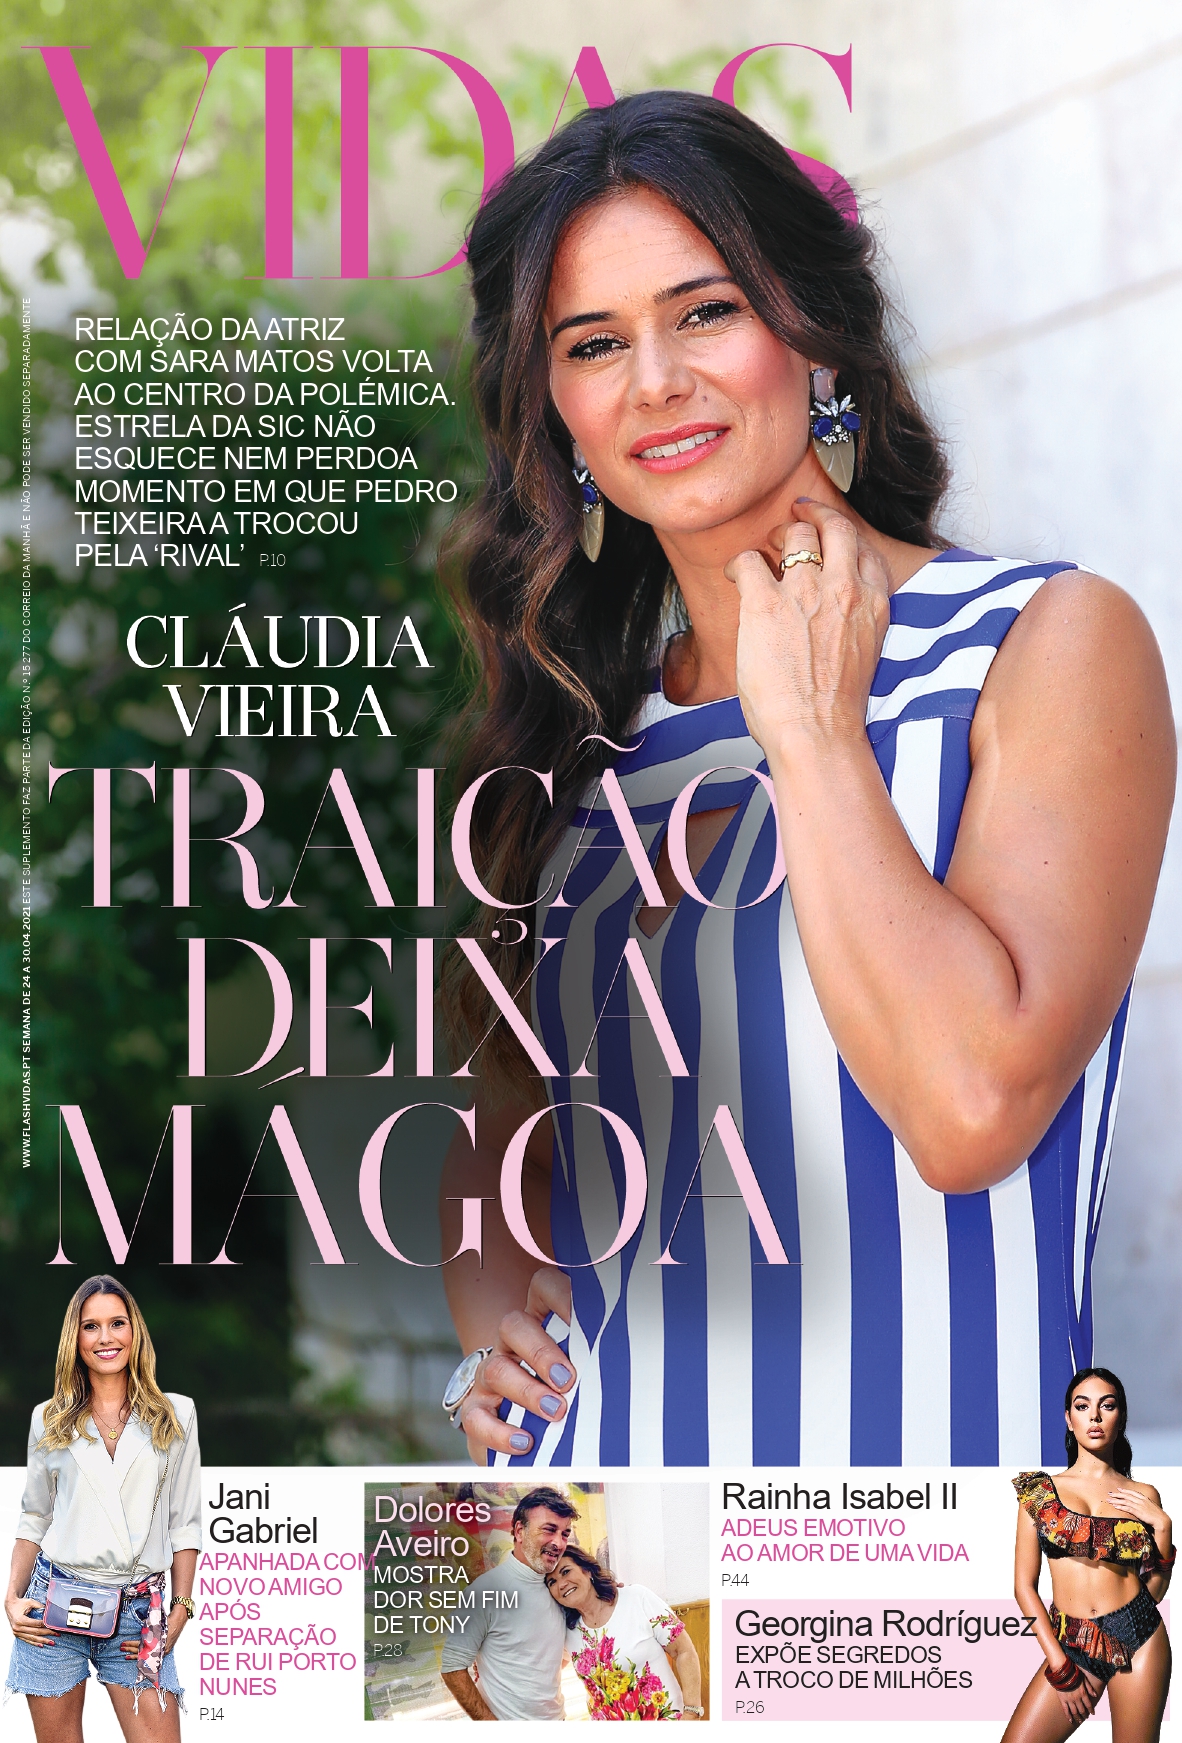 VIDAS
RELAÇÃO DA ATRIZ
COM SARA MATOS VOLTA
AO CENTRO DA POLÉMICA.
ESTRELA DA SIC NÃO
ESQUECE NEM PERDOA
MOMENTO EM QUE PEDRO
TEIXEIRA A TROCOU
PELA ‘RIVAL’ P.10
CLÁUDIA
VIEIRA
TRAIÇÃO
DEIXA
MÁGOA
WWW.FLASHVIDAS.PT SEMANA DE 24 A 30.04.2021 ESTE SUPLEMENTO FAZ PARTE DA EDIÇÃO N.º 15 277 DO CORREIO DA MANHÃ E NÃO PODE SER VENDIDO SEPARADAMENTE
Jani
Gabriel
APANHADA COM
NOVO AMIGO
APÓS
SEPARAÇÃO
DE RUI PORTO
NUNES
P.14
Dolores
Aveiro
MOSTRA
DOR SEM FIM
DE TONY
P.28
Rainha Isabel II
ADEUS EMOTIVO
AO AMOR DE UMA VIDA
P.44
Georgina Rodríguez
EXPÕE SEGREDOS
A TROCO DE MILHÕES
P.26